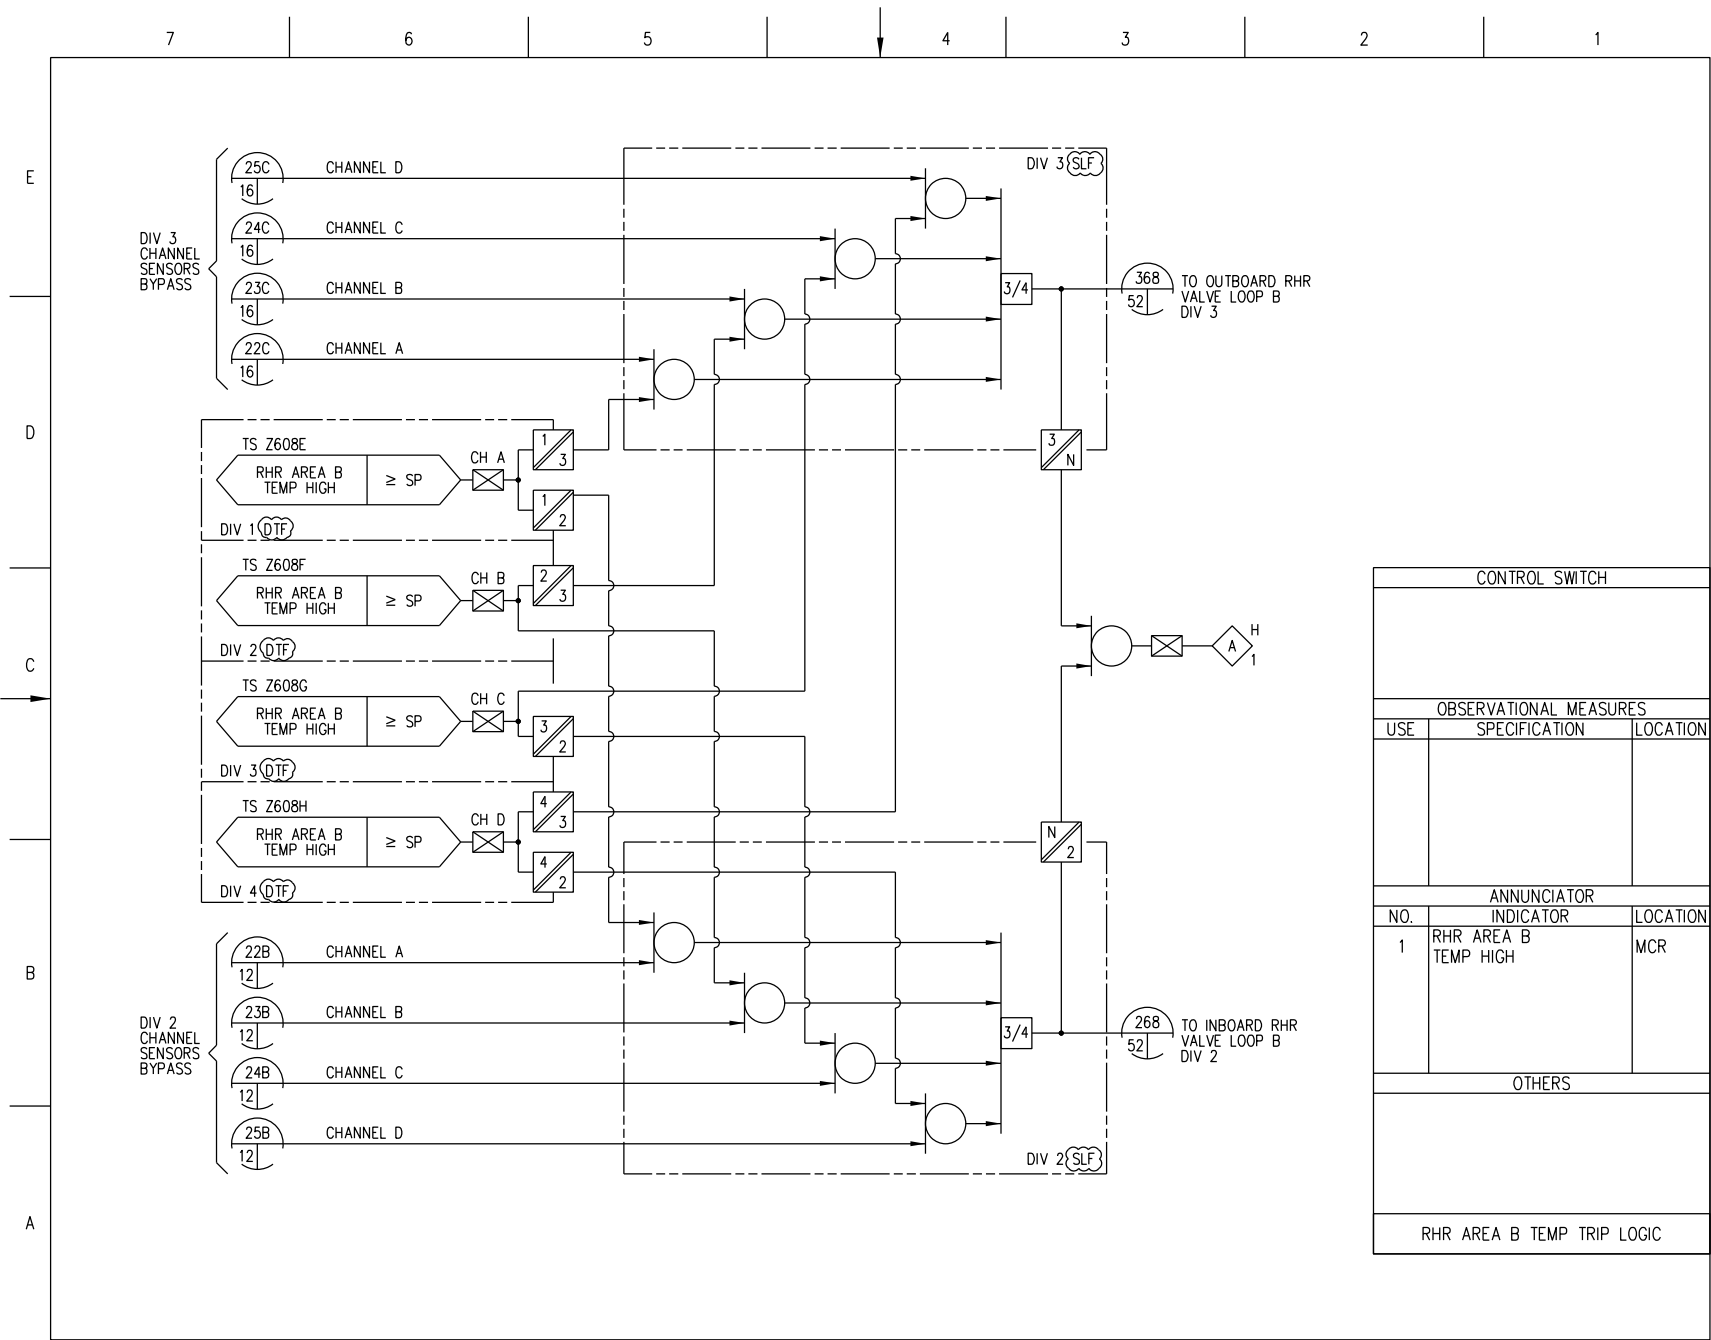 7 6 5 4 3 2 1
E
D
C
B
A
DIV 3
CHANNEL
SENSORS
BYPASS
25C
16
CHANNEL D
24C
16
CHANNEL C
23C
16
CHANNEL B
22C
16
CHANNEL A
DIV 3 SLF
3/4
368
52
TO OUTBOARD RHR
VALVE LOOP B
DIV 3
TS Z608E
RHR AREA B
TEMP HIGH
≥ SP
CH A
1
3
1
2
DIV 1 DTF
TS Z608F
RHR AREA B
TEMP HIGH
≥ SP
CH B
2
3
DIV 2 DTF
TS Z608G
RHR AREA B
TEMP HIGH
≥ SP
CH C
3
2
DIV 3 DTF
TS Z608H
RHR AREA B
TEMP HIGH
≥ SP
CH D
4
3
4
2
DIV 4 DTF
3
N
A
H
1
N
2
DIV 2
CHANNEL
SENSORS
BYPASS
22B
12
CHANNEL A
23B
12
CHANNEL B
24B
12
CHANNEL C
25B
12
CHANNEL D
3/4
268
52
TO INBOARD RHR
VALVE LOOP B
DIV 2
DIV 2 SLF
CONTROL SWITCH
OBSERVATIONAL MEASURES
USE SPECIFICATION LOCATION
ANNUNCIATOR
NO. INDICATOR LOCATION
1 RHR AREA B MCR
TEMP HIGH
OTHERS
RHR AREA B TEMP TRIP LOGIC